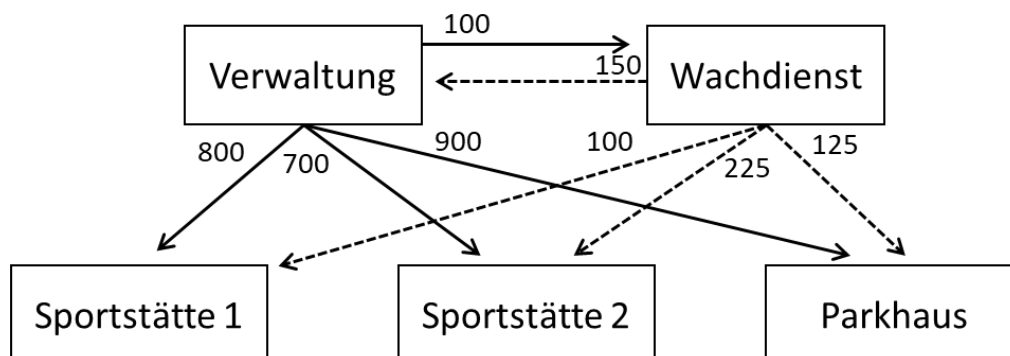 100
Verwaltung
150
Wachdienst
800
700
900
100
225
125
Sportstätte 1
Sportstätte 2
Parkhaus